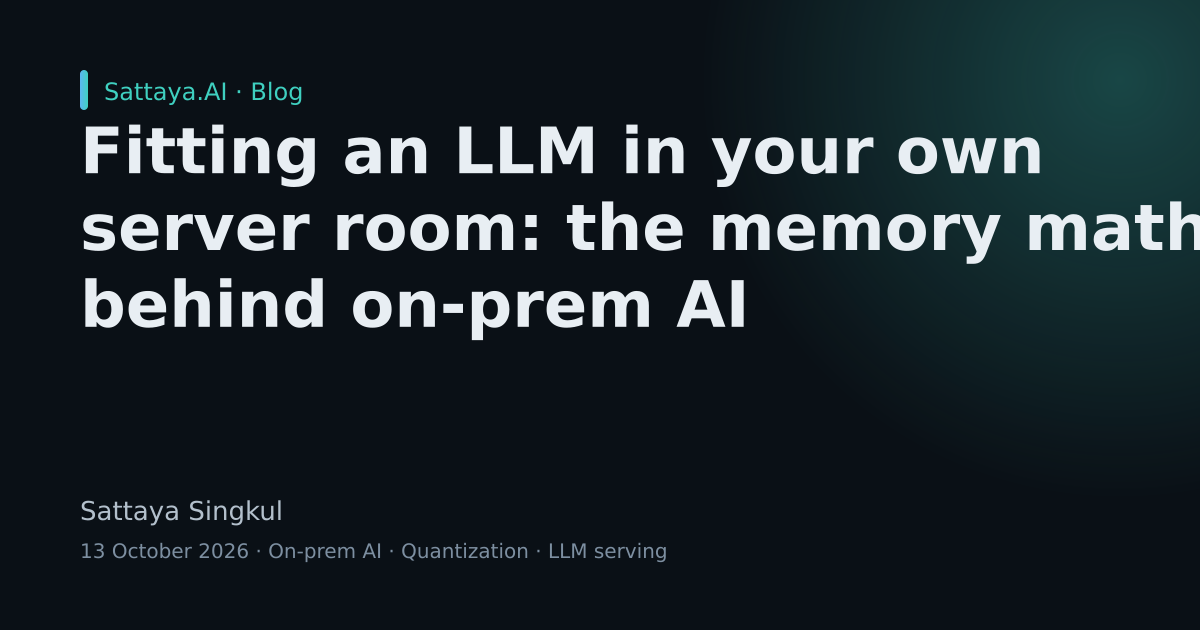 Sattaya.AI · Blog
Fitting an LLM in your own
server room: the memory math
behind on-prem AI
Sattaya Singkul
13 October 2026 · On-prem AI · Quantization · LLM serving